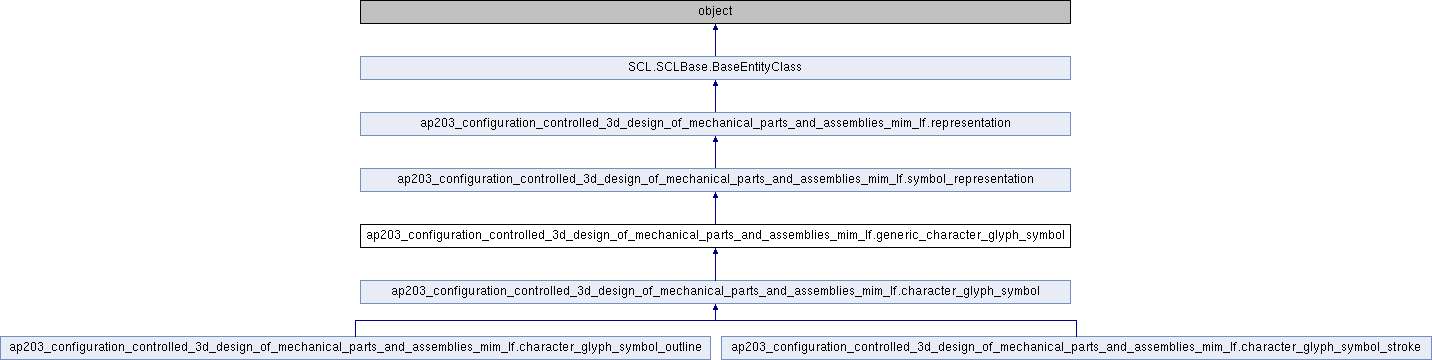 object
SCL.SCLBase.BaseEntityClass
ap203_configuration_controlled_3d_design_of_mechanical_parts_and_assemblies_mim_lf.representation
ap203_configuration_controlled_3d_design_of_mechanical_parts_and_assemblies_mim_lf.symbol_representation
ap203_configuration_controlled_3d_design_of_mechanical_parts_and_assemblies_mim_lf.generic_character_glyph_symbol
ap203_configuration_controlled_3d_design_of_mechanical_parts_and_assemblies_mim_lf.character_glyph_symbol
ap203_configuration_controlled_3d_design_of_mechanical_parts_and_assemblies_mim_lf.character_glyph_symbol_outline
ap203_configuration_controlled_3d_design_of_mechanical_parts_and_assemblies_mim_lf.character_glyph_symbol_stroke